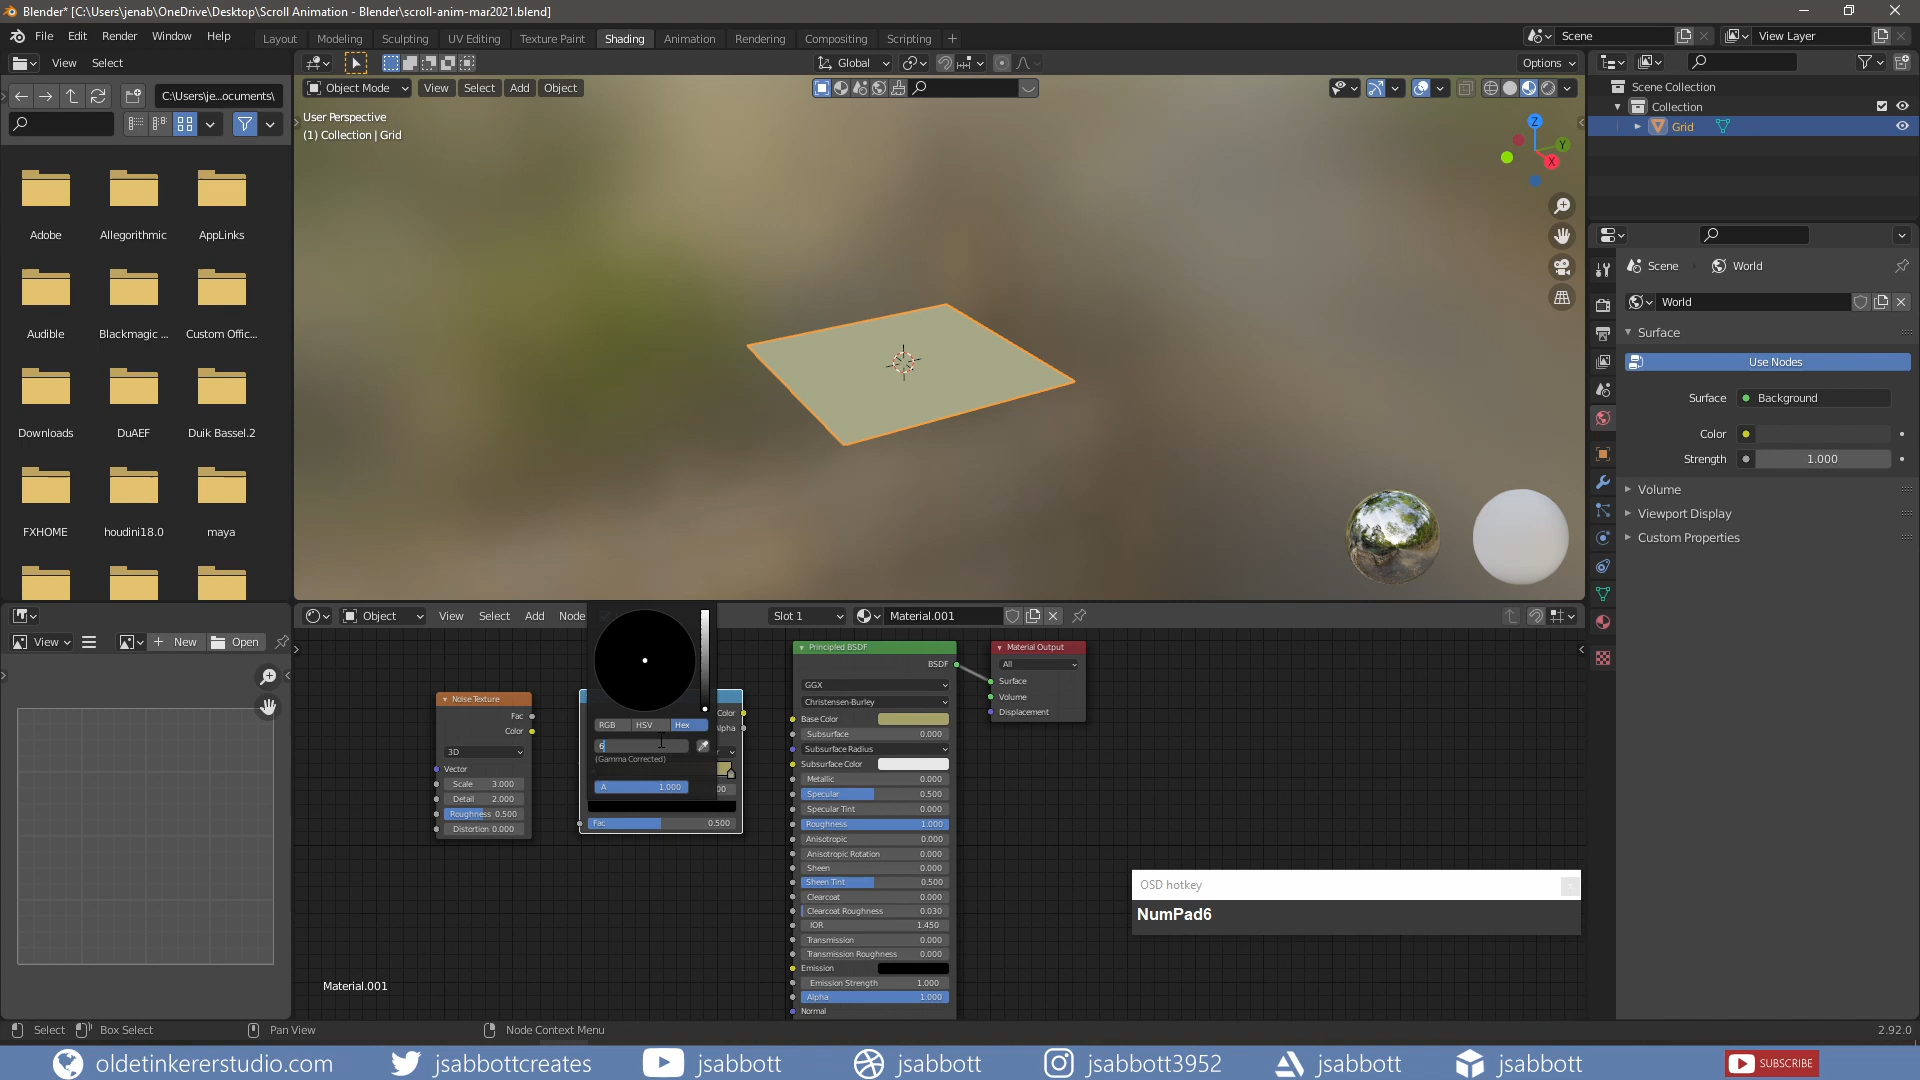 Blender* [C:\Users\jenab\OneDrive\Desktop\Scroll Animation - Blender\scroll-anim-mar2021.blend]
File Edit Render Window Help
Layout Modeling Sculpting UV Editing Texture Paint Shading Animation Rendering Compositing Scripting
Scene
View Layer
View Select
Global
Options
C:\Users\je...ocuments\
Object Mode View Select Add Object
User Perspective
(1) Collection | Grid
Scene Collection
Collection
Grid
Z
Y
X
Adobe Allegorithmic AppLinks
Audible Blackmagic ... Custom Offic...
Downloads DuAEF Duik Bassel.2
FXHOME houdini18.0 maya
Scene World
World
Surface
Use Nodes
Surface Background
Color
Strength 1.000
Volume
Viewport Display
Custom Properties
View New Open
Object View Select Add Node
Slot 1 Material.001
Noise Texture
Fac
Color
3D
Vector
Scale 3.000
Detail 2.000
Roughness 0.500
Distortion 0.000
RGB HSV Hex
6
(Gamma Corrected)
A 1.000
Color
Fac 0.500
Principled BSDF
BSDF
GGX
Christensen-Burley
Base Color
Subsurface 0.000
Subsurface Radius
Subsurface Color
Metallic 0.000
Specular 0.500
Specular Tint 0.000
Roughness 1.000
Anisotropic 0.000
Anisotropic Rotation 0.000
Sheen 0.000
Sheen Tint 0.500
Clearcoat 0.000
Clearcoat Roughness 0.030
IOR 1.450
Transmission 0.000
Transmission Roughness 0.000
Emission
Emission Strength 1.000
Alpha 1.000
Normal
Material Output
All
Surface
Volume
Displacement
OSD hotkey
NumPad6
Material.001
Select Box Select Pan View Node Context Menu
2.92.0
oldetinkererstudio.com jsabbottcreates jsabbott jsabbott jsabbott3952 jsabbott jsabbott SUBSCRIBE